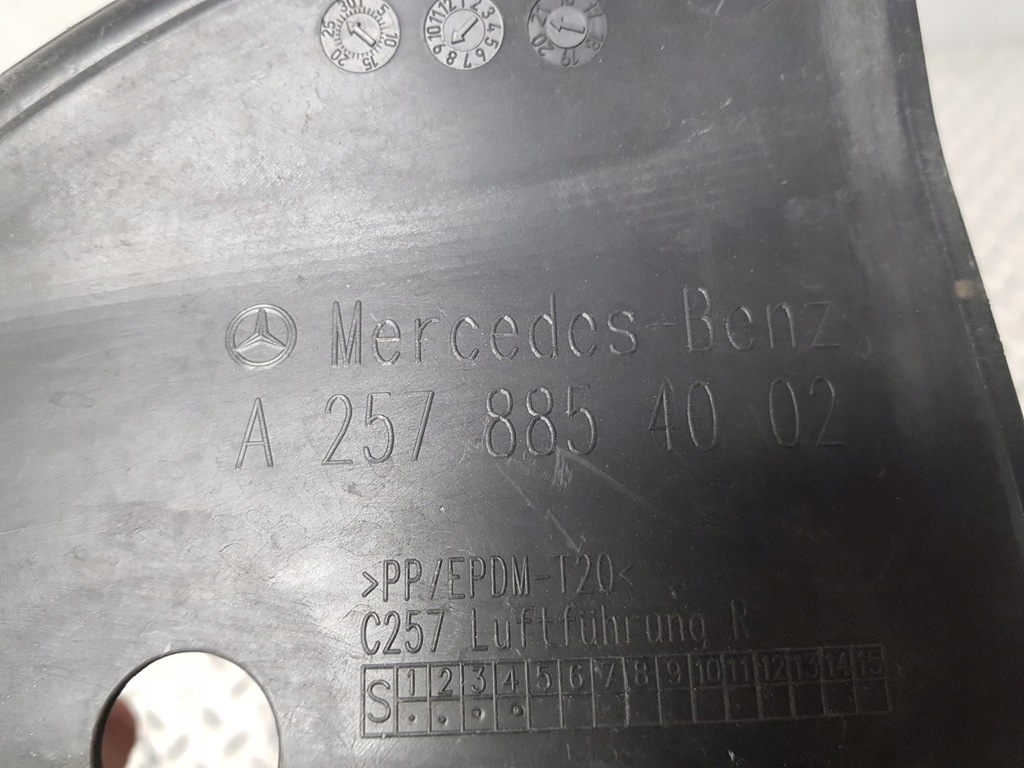 Mercedes-Benz
A 257 885 40 02
>PP/EPDM-T20<
C257 Luftführung R
S 1 2 3 4 5 6 7 8 9 10 11 12 13 14 15